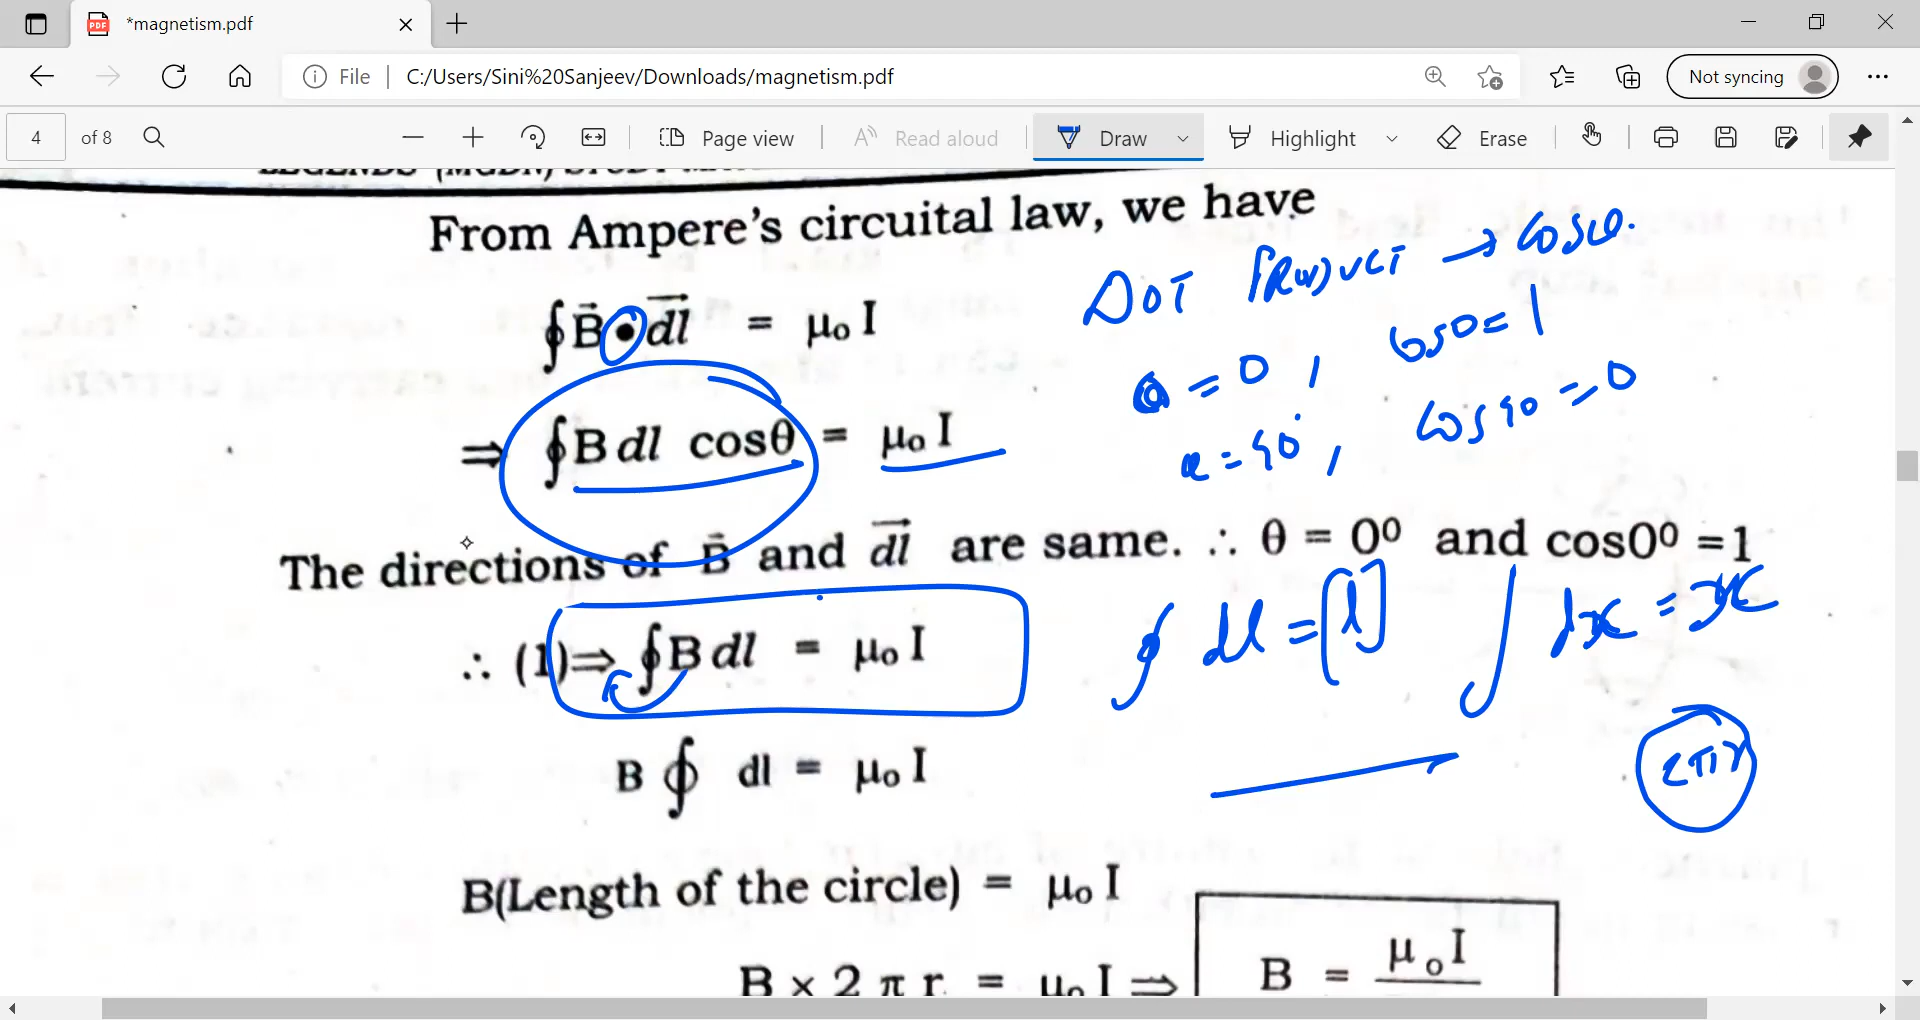 *magnetism.pdf
File | C:/Users/Sini%20Sanjeev/Downloads/magnetism.pdf
Not syncing
4 of 8
Page view
Read aloud
Draw
Highlight
Erase
From Ampere's circuital law, we have
DOT PRODUCT → cosθ.
∮ B⃗ • dl⃗ = μ₀ I
θ = 0, cos0 = 1
⇒ ∮ B dl cosθ = μ₀ I
θ = 90°, cos90 = 0
The directions of B⃗ and dl⃗ are same. ∴ θ = 0⁰ and cos0⁰ = 1
∴ (1)⇒ ∮ B dl = μ₀ I
∮ dl = [l] ∫ dx = x
B ∮ dl = μ₀ I
2πr
B(Length of the circle) = μ₀ I
B × 2 π r = μ₀ I ⇒ B = μ₀ I